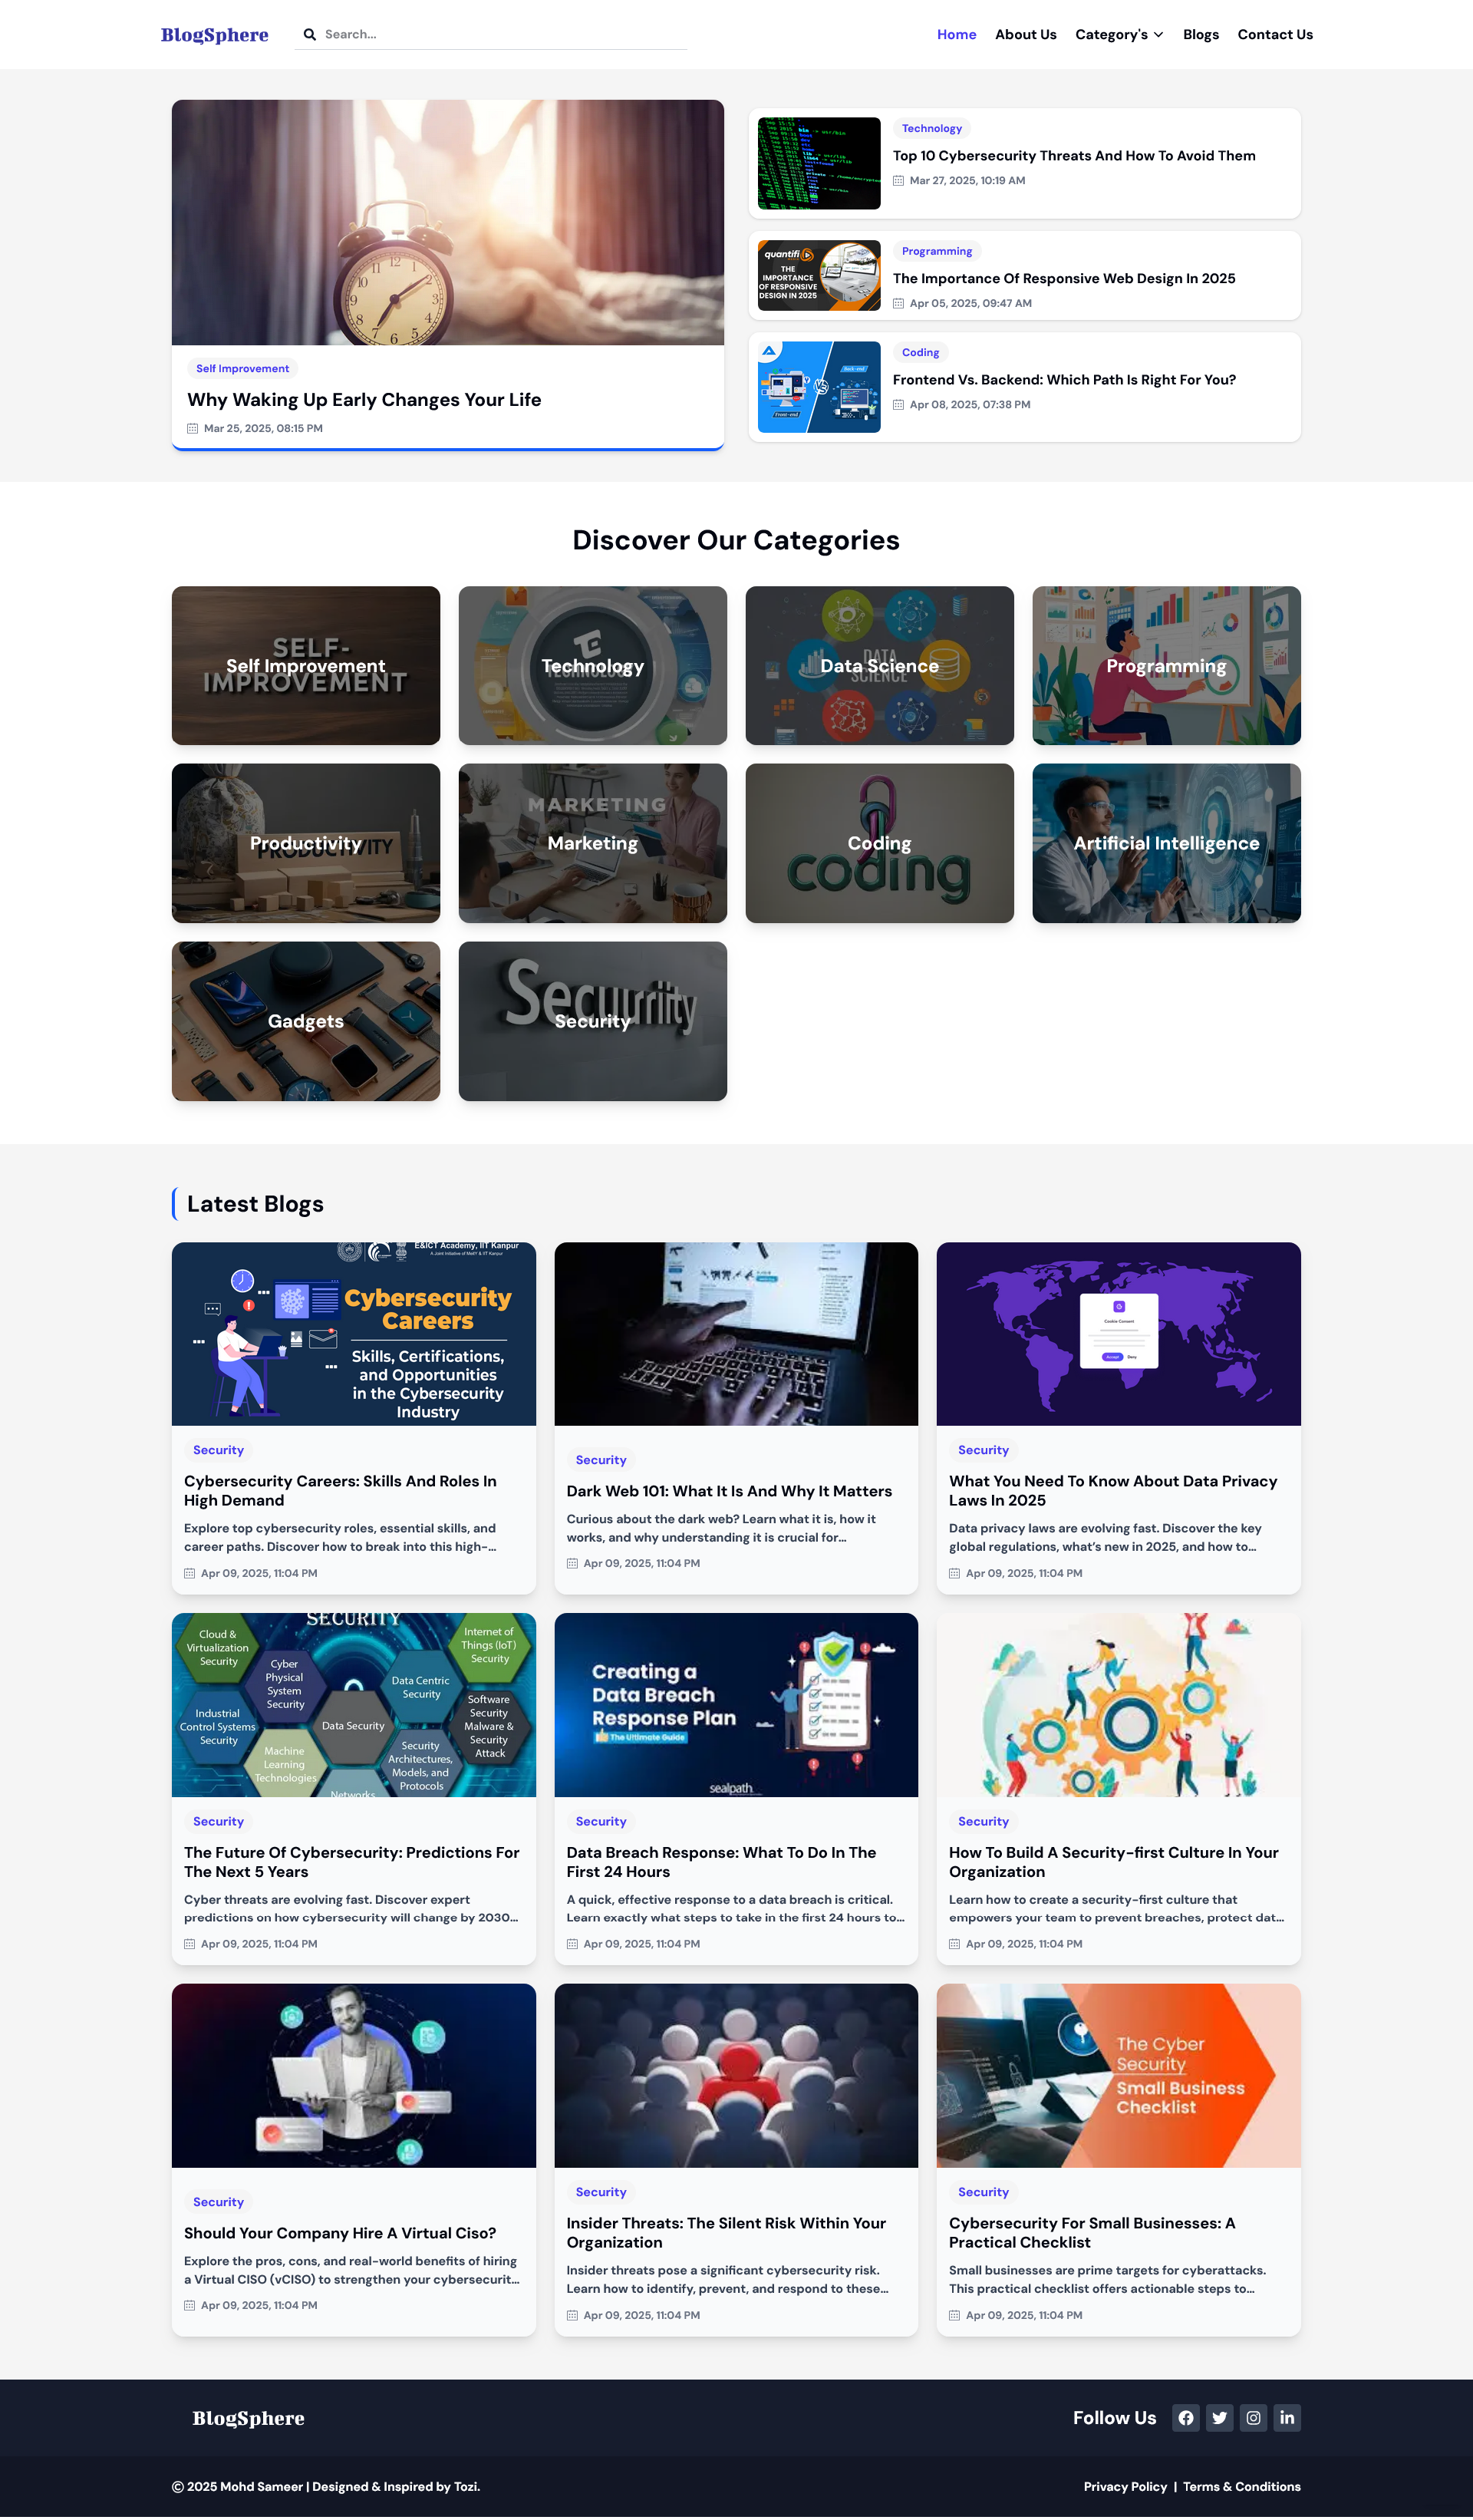 BlogSphere
Search...
Home
About Us
Category's
Blogs
Contact Us
Self Improvement
Why Waking Up Early Changes Your Life
Mar 25, 2025, 08:15 PM
Technology
Top 10 Cybersecurity Threats And How To Avoid Them
Mar 27, 2025, 10:19 AM
quantifi
THE
IMPORTANCE
OF RESPONSIVE
DESIGN IN 2025
Programming
The Importance Of Responsive Web Design In 2025
Apr 05, 2025, 09:47 AM
Front-end
VS
Back-end
Coding
Frontend Vs. Backend: Which Path Is Right For You?
Apr 08, 2025, 07:38 PM
Discover Our Categories
SELF-
IMPROVEMENT
Self Improvement
Technology
TECHNOLOGY
DATA
SCIENCE
Data Science
Programming
PRODUCTIVITY
Productivity
MARKETING
Marketing
Coding
coding
Artificial Intelligence
Gadgets
Securrity
Security
Latest Blogs
E&ICT Academy, IIT Kanpur
A Joint Initiative of MeitY & IIT Kanpur
Cybersecurity
Careers
Skills, Certifications,
and Opportunities
in the Cybersecurity
Industry
Security
Cybersecurity Careers: Skills And Roles In
High Demand
Explore top cybersecurity roles, essential skills, and
career paths. Discover how to break into this high-...
Apr 09, 2025, 11:04 PM
Security
Dark Web 101: What It Is And Why It Matters
Curious about the dark web? Learn what it is, how it
works, and why understanding it is crucial for...
Apr 09, 2025, 11:04 PM
Cookie Consent
Accept
Deny
Security
What You Need To Know About Data Privacy
Laws In 2025
Data privacy laws are evolving fast. Discover the key
global regulations, what's new in 2025, and how to...
Apr 09, 2025, 11:04 PM
SECURITY
Cloud &
Virtualization
Security
Internet of
Things (IoT)
Security
Cyber
Physical
System
Security
Data Centric
Security
Industrial
Control Systems
Security
Data Security
Software
Security
Malware &
Security
Attack
Machine
Learning
Technologies
Security
Architectures,
Models, and
Protocols
Networks
Security
The Future Of Cybersecurity: Predictions For
The Next 5 Years
Cyber threats are evolving fast. Discover expert
predictions on how cybersecurity will change by 2030...
Apr 09, 2025, 11:04 PM
Creating a
Data Breach
Response Plan
The Ultimate Guide
sealpath
Security
Data Breach Response: What To Do In The
First 24 Hours
A quick, effective response to a data breach is critical.
Learn exactly what steps to take in the first 24 hours to...
Apr 09, 2025, 11:04 PM
Security
How To Build A Security-first Culture In Your
Organization
Learn how to create a security-first culture that
empowers your team to prevent breaches, protect dat...
Apr 09, 2025, 11:04 PM
Security
Should Your Company Hire A Virtual Ciso?
Explore the pros, cons, and real-world benefits of hiring
a Virtual CISO (vCISO) to strengthen your cybersecurit...
Apr 09, 2025, 11:04 PM
Security
Insider Threats: The Silent Risk Within Your
Organization
Insider threats pose a significant cybersecurity risk.
Learn how to identify, prevent, and respond to these...
Apr 09, 2025, 11:04 PM
The Cyber
Security
Small Business
Checklist
Security
Cybersecurity For Small Businesses: A
Practical Checklist
Small businesses are prime targets for cyberattacks.
This practical checklist offers actionable steps to...
Apr 09, 2025, 11:04 PM
BlogSphere
Follow Us
© 2025 Mohd Sameer | Designed & Inspired by Tozi.
Privacy Policy | Terms & Conditions